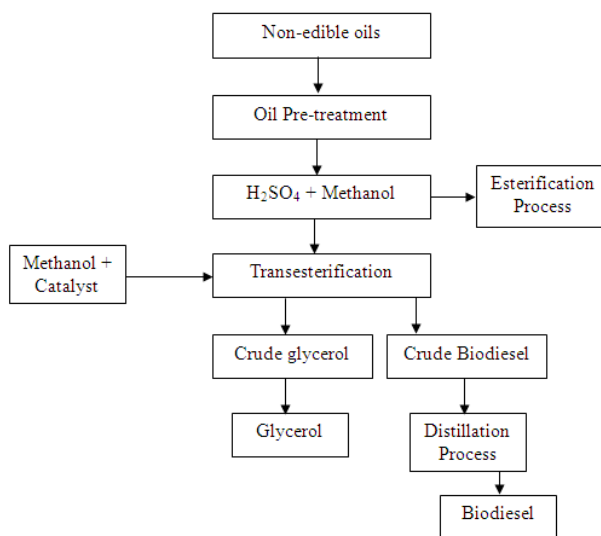 Non-edible oils
Oil Pre-treatment
H₂SO₄ + Methanol
Esterification
Process
Methanol +
Catalyst
Transesterification
Crude glycerol
Crude Biodiesel
Glycerol
Distillation
Process
Biodiesel